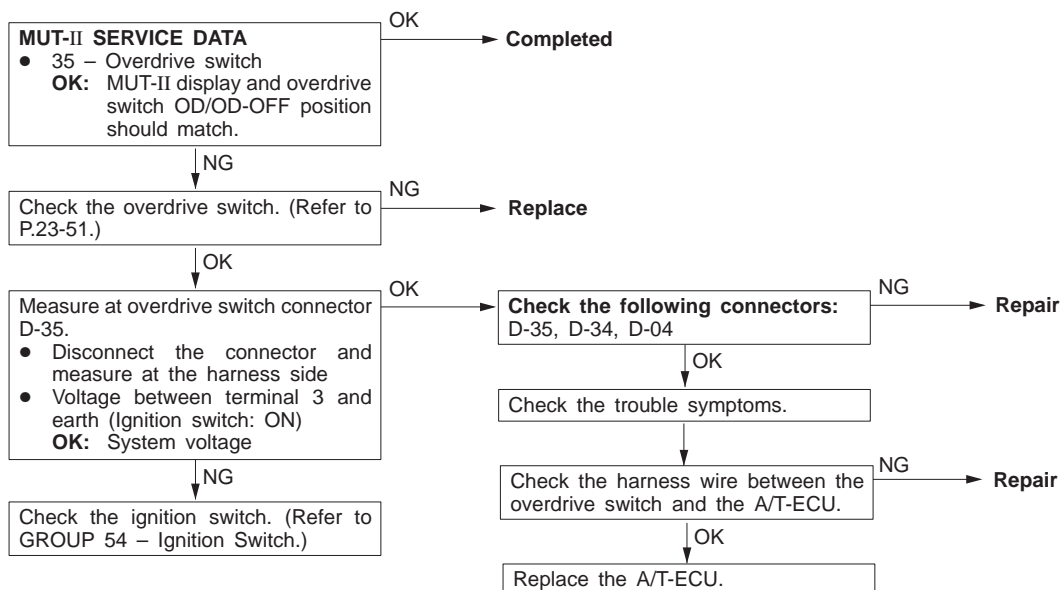 MUT-II SERVICE DATA
● 35 – Overdrive switch
OK: MUT-II display and overdrive
switch OD/OD-OFF position
should match.
OK
Completed
NG
Check the overdrive switch. (Refer to
P.23-51.)
NG
Replace
OK
Measure at overdrive switch connector
D-35.
● Disconnect the connector and
measure at the harness side
● Voltage between terminal 3 and
earth (Ignition switch: ON)
OK: System voltage
OK
Check the following connectors:
D-35, D-34, D-04
NG
Repair
OK
Check the trouble symptoms.
Check the harness wire between the
overdrive switch and the A/T-ECU.
NG
Repair
OK
Replace the A/T-ECU.
NG
Check the ignition switch. (Refer to
GROUP 54 – Ignition Switch.)